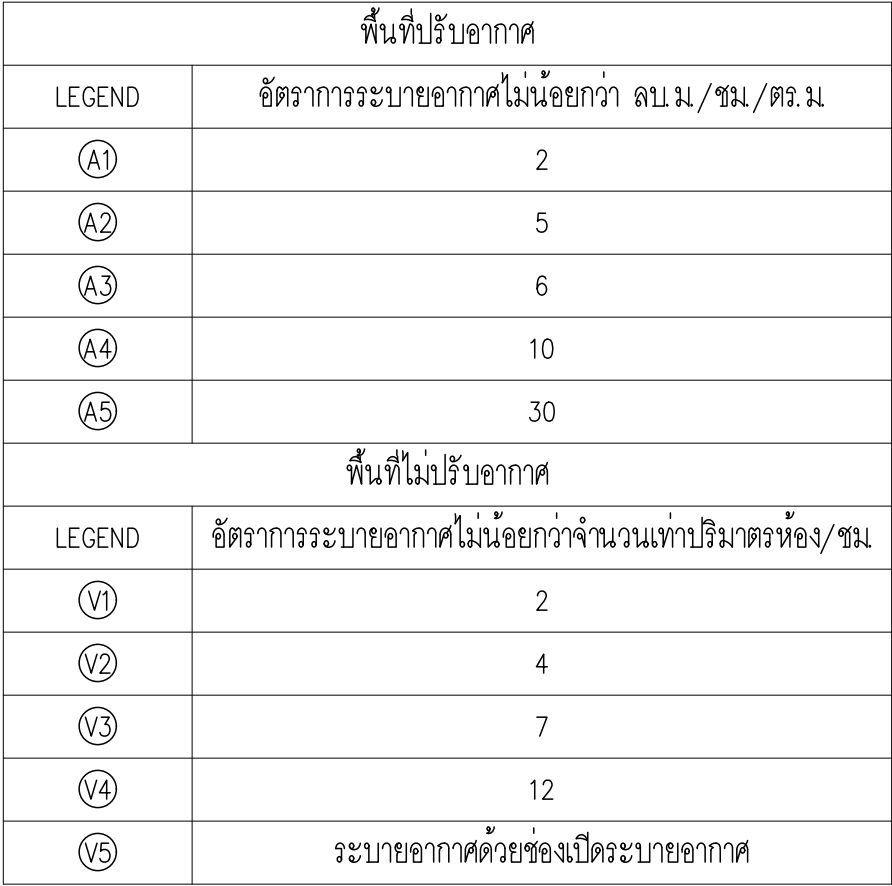 พื้นที่ปรับอากาศ
LEGEND อัตราการระบายอากาศไม่น้อยกว่า ลบ.ม./ชม./ตร.ม.
A1 2
A2 5
A3 6
A4 10
A5 30
พื้นที่ไม่ปรับอากาศ
LEGEND อัตราการระบายอากาศไม่น้อยกว่าจำนวนเท่าปริมาตรห้อง/ชม.
V1 2
V2 4
V3 7
V4 12
V5 ระบายอากาศด้วยช่องเปิดระบายอากาศ